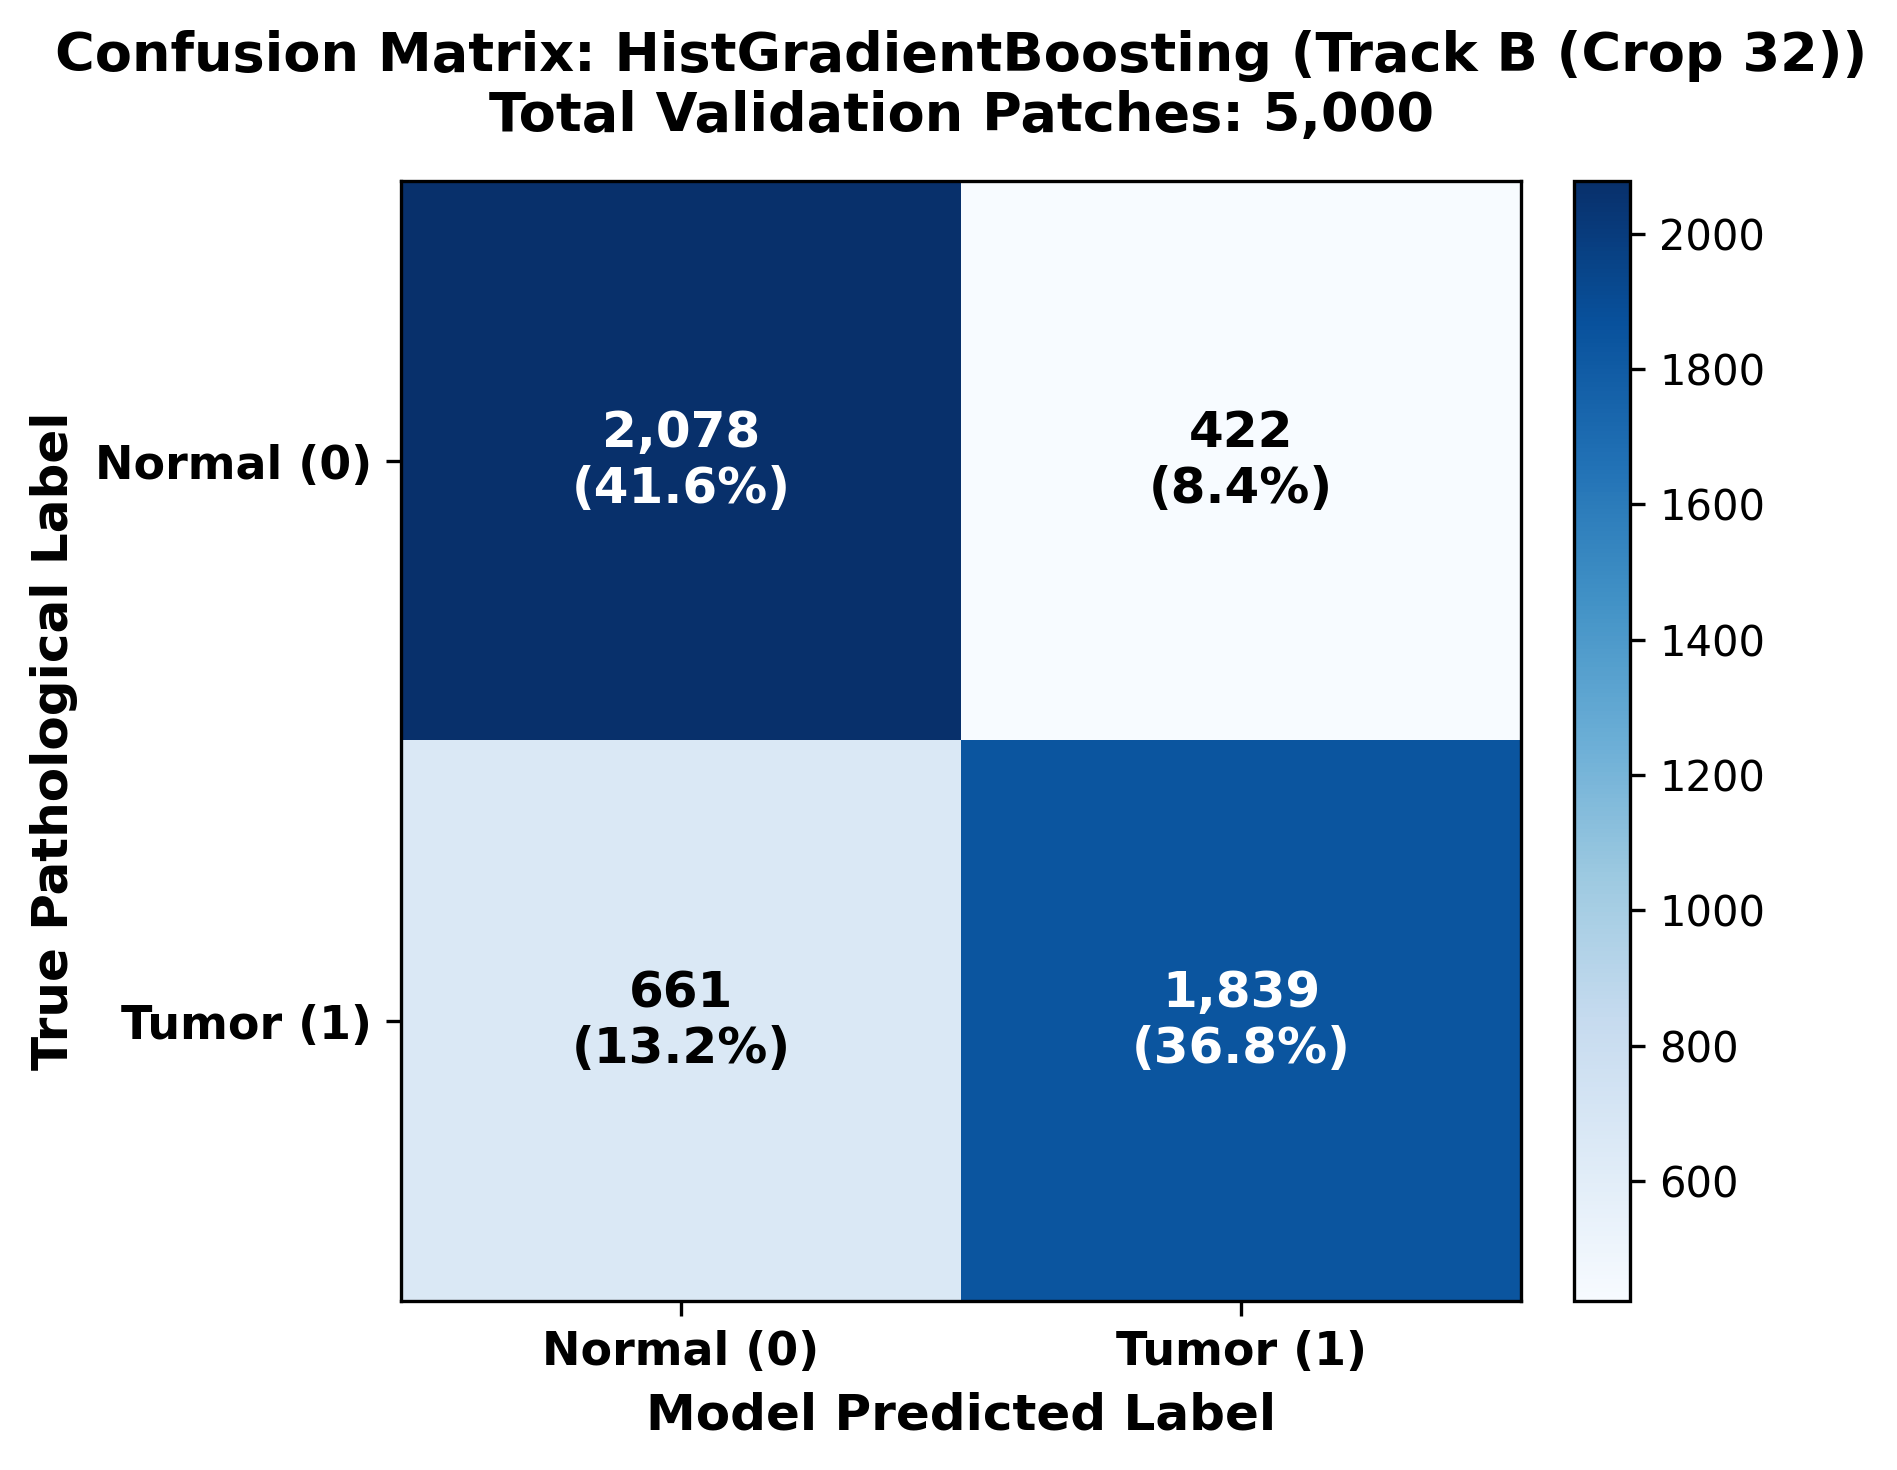 Confusion Matrix: HistGradientBoosting (Track B (Crop 32))
Total Validation Patches: 5,000
True Pathological Label
Normal (0)
Tumor (1)
2,078
(41.6%)
422
(8.4%)
661
(13.2%)
1,839
(36.8%)
Normal (0)
Tumor (1)
Model Predicted Label
2000
1800
1600
1400
1200
1000
800
600